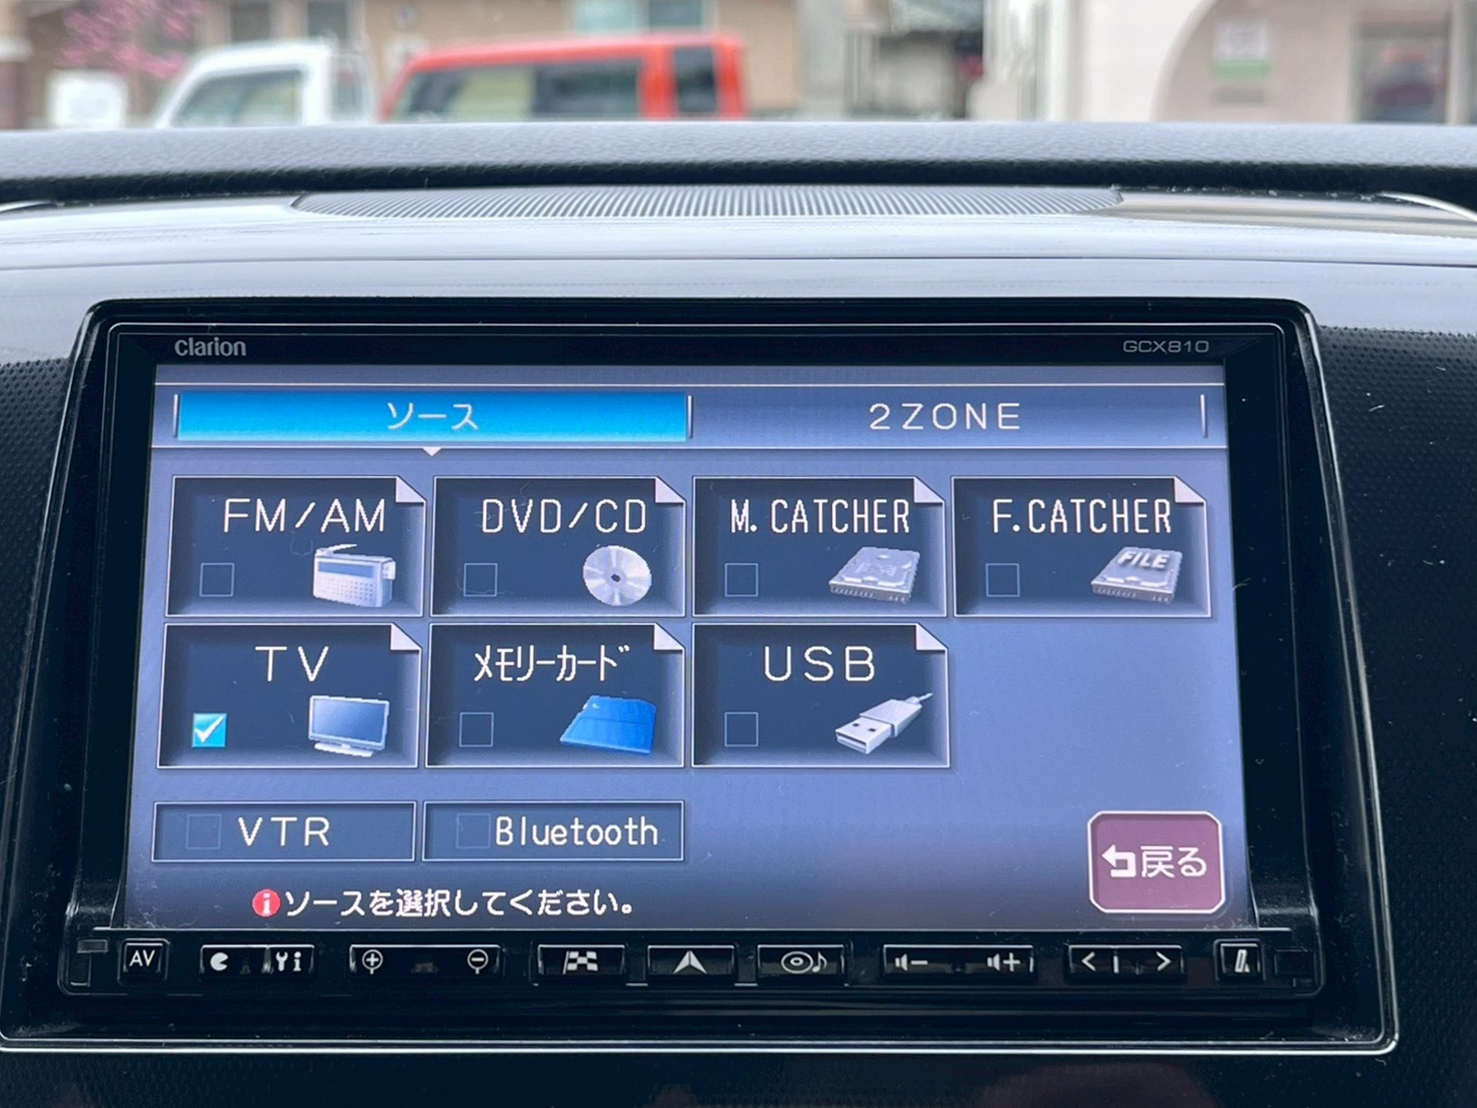 Clarion
GCX810
ソース
2ZONE
FM/AM
DVD/CD
M.CATCHER
F.CATCHER
FILE
TV
メモリーカード
USB
VTR
Bluetooth
戻る
ソースを選択してください。
AV